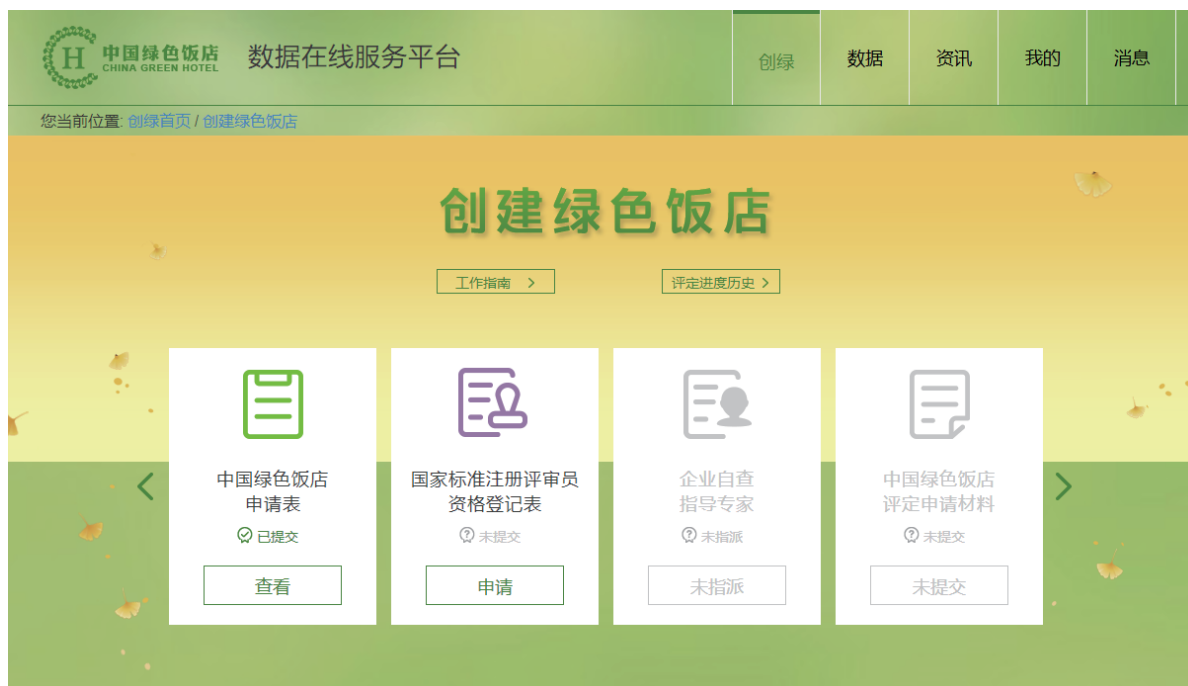 中国绿色饭店
CHINA GREEN HOTEL
数据在线服务平台
创绿
数据
资讯
我的
消息
您当前位置: 创绿首页 / 创建绿色饭店
创建绿色饭店
工作指南 >
评定进度历史 >
中国绿色饭店
申请表
已提交
查看
国家标准注册评审员
资格登记表
未提交
申请
企业自查
指导专家
未指派
未指派
中国绿色饭店
评定申请材料
未提交
未提交